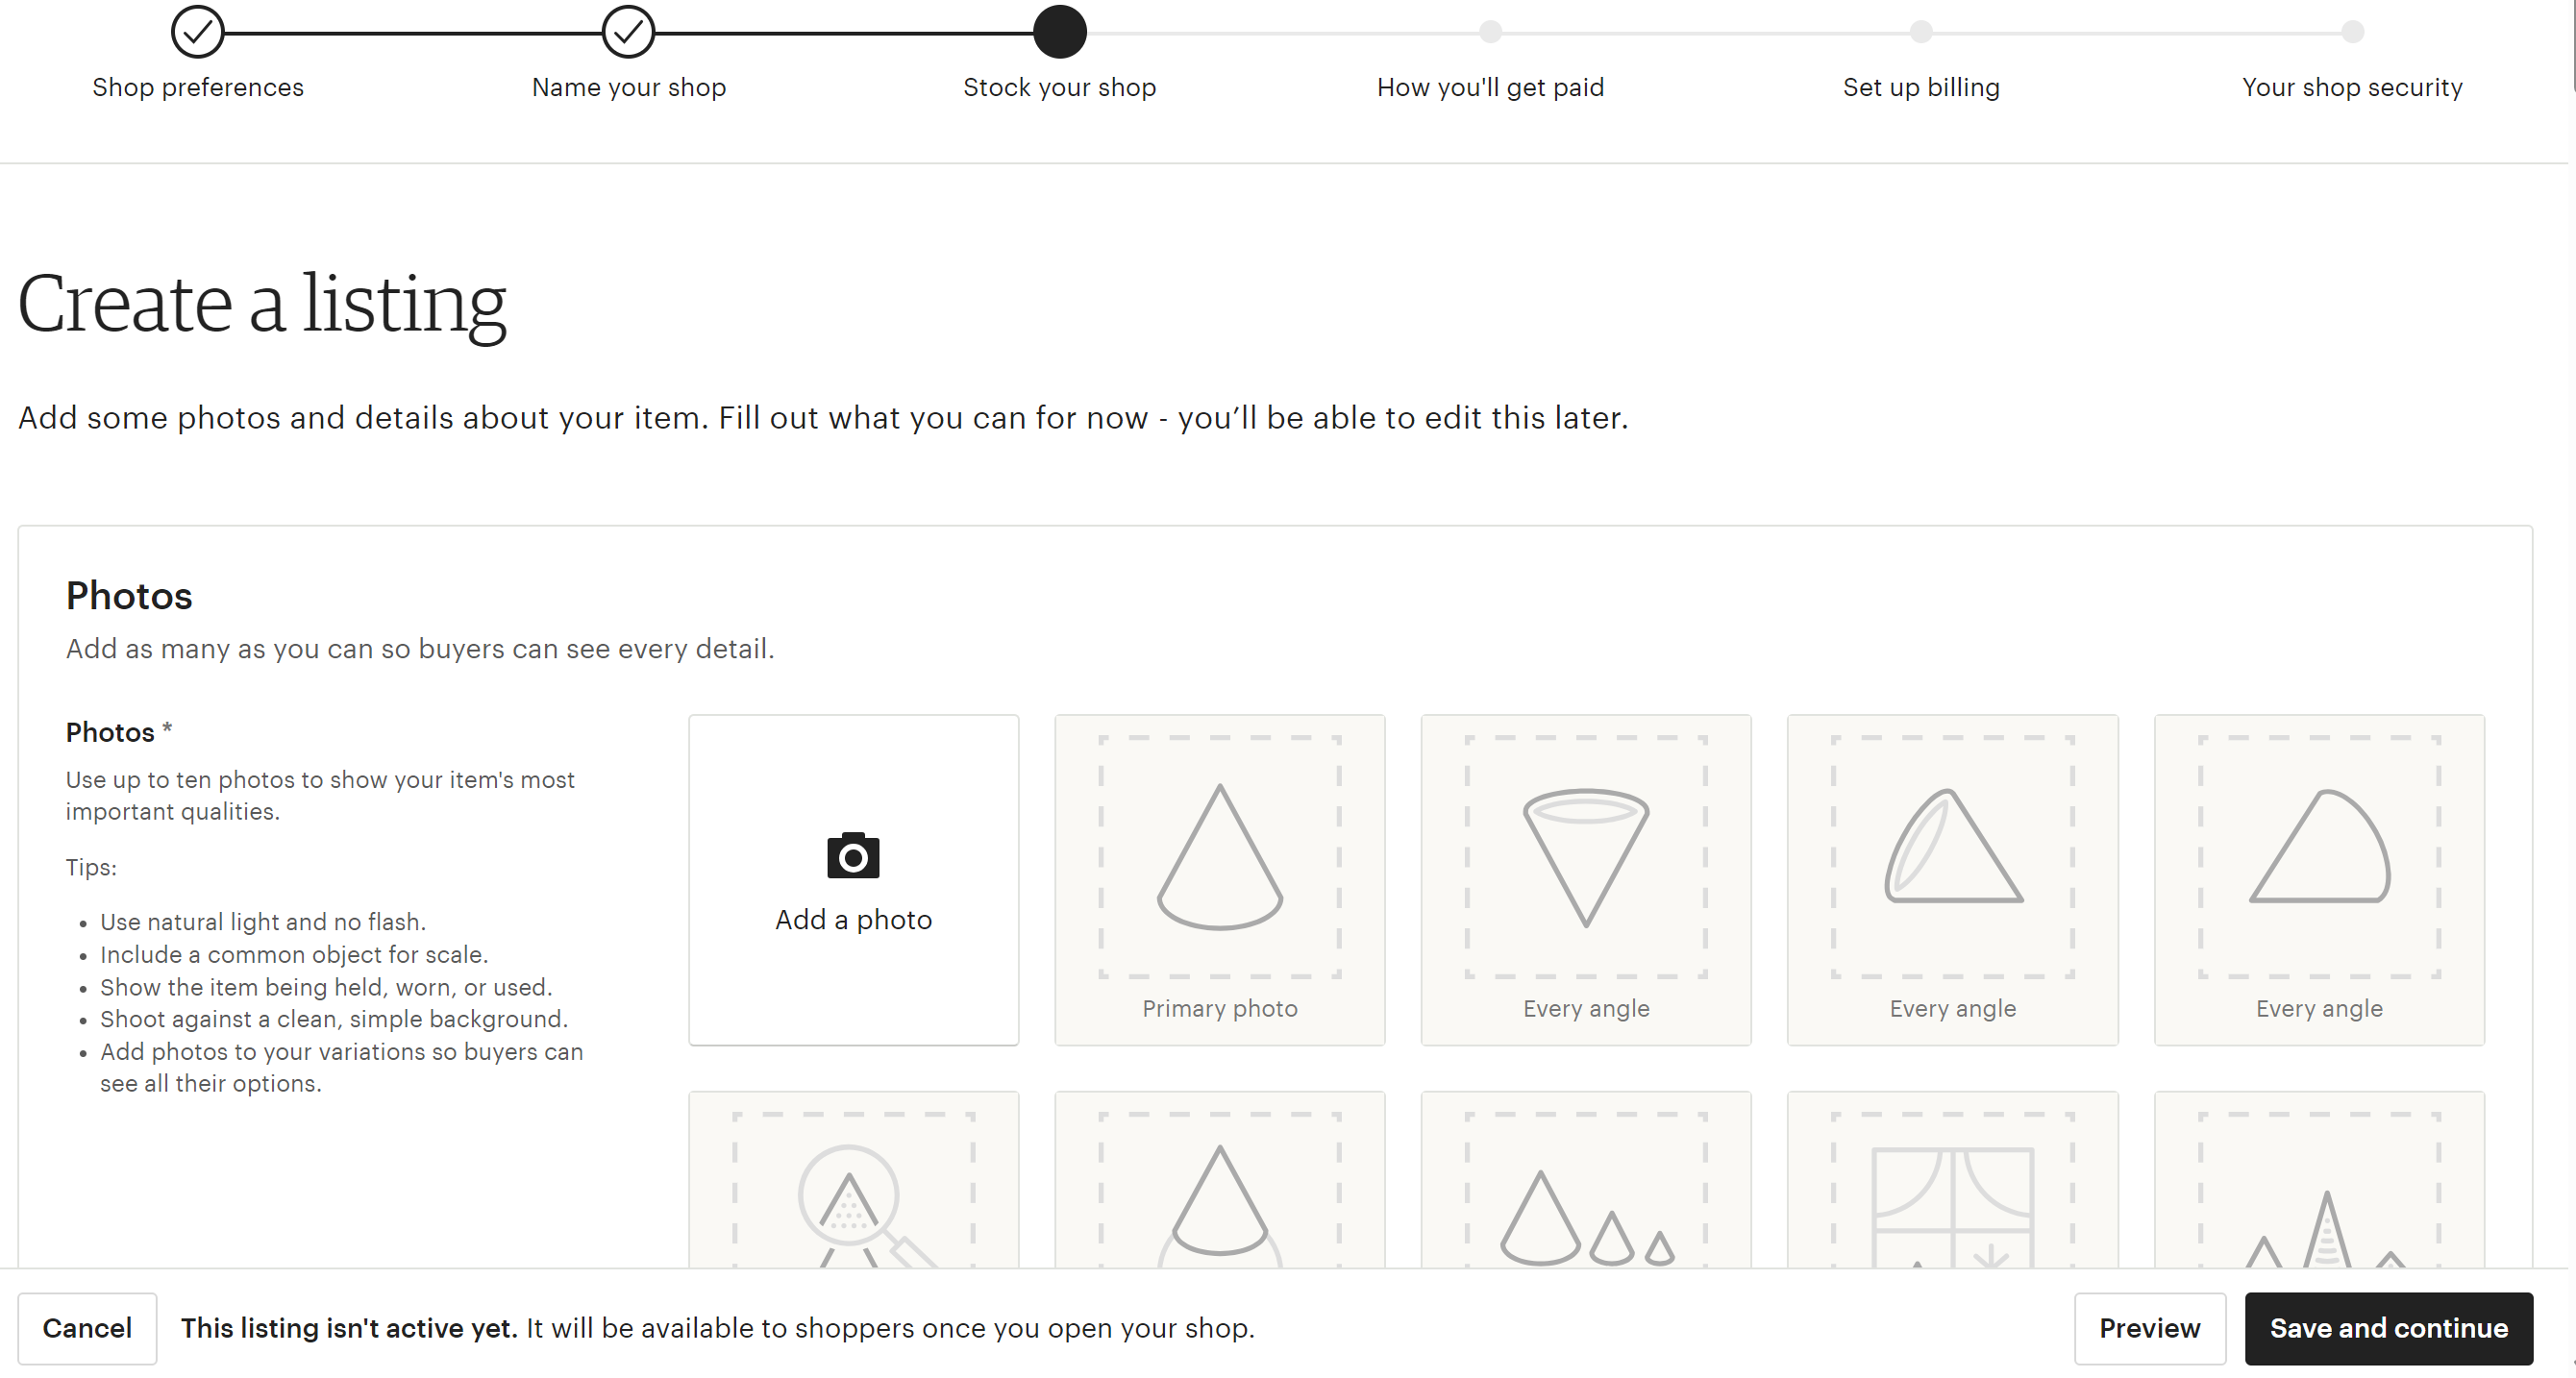 Shop preferences
Name your shop
Stock your shop
How you'll get paid
Set up billing
Your shop security
Create a listing
Add some photos and details about your item. Fill out what you can for now - you’ll be able to edit this later.
Photos
Add as many as you can so buyers can see every detail.
Photos *
Use up to ten photos to show your item's most
important qualities.
Tips:
• Use natural light and no flash.
• Include a common object for scale.
• Show the item being held, worn, or used.
• Shoot against a clean, simple background.
• Add photos to your variations so buyers can
see all their options.
Add a photo
Primary photo
Every angle
Every angle
Every angle
Cancel
This listing isn't active yet. It will be available to shoppers once you open your shop.
Preview
Save and continue